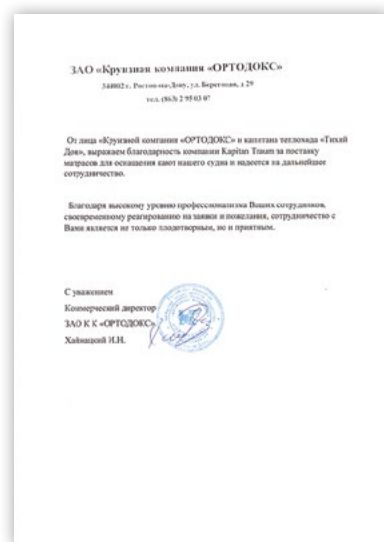 ЗАО «Круизная компания «ОРТОДОКС»
344002 г. Ростов-на-Дону, ул. Береговая, д 29
тел. (863) 2 95 03 07
От лица «Круизной компания «ОРТОДОКС» и капитана теплохода «Тихий
Дон», выражаем благодарность компании Kapitan Traum за поставку
матрасов для оснащения кают нашего судна и надеется на дальнейшее
сотрудничество.
Благодаря высокому уровню профессионализма Ваших сотрудников,
своевременному реагированию на заявки и пожелания, сотрудничество с
Вами является не только плодотворным, но и приятным.
С уважением
Коммерческий директор
ЗАО К К «ОРТОДОКС»
Хайнацкий И.Н.